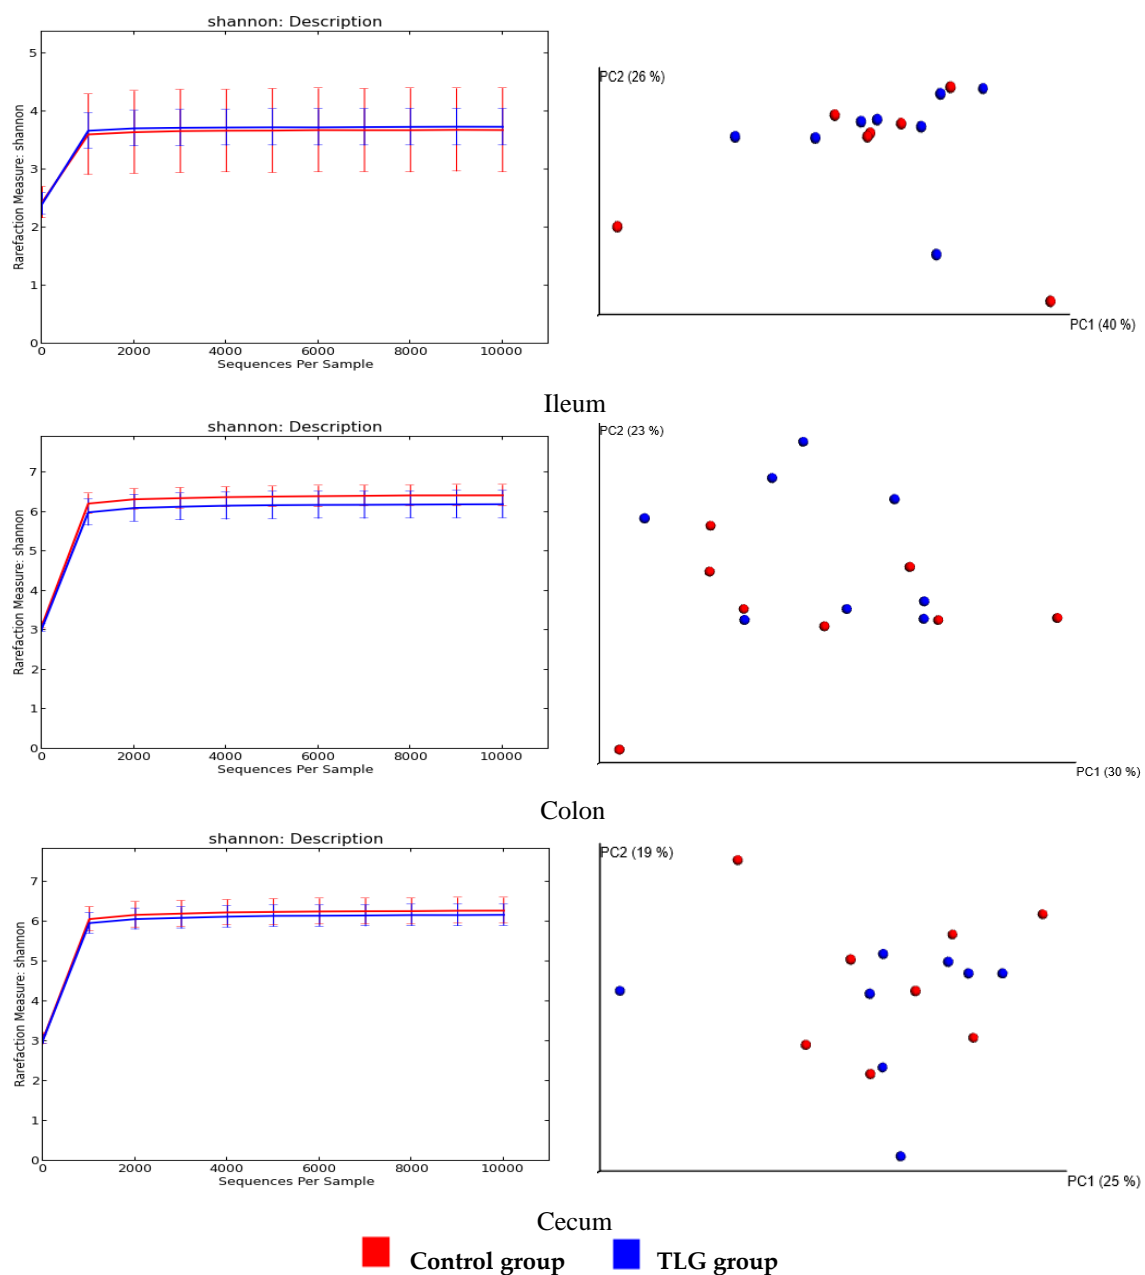 shannon: Description
Rarefaction Measure: shannon
5
4
3
2
1
0
0 2000 4000 6000 8000 10000
Sequences Per Sample
PC2 (26 %)
PC1 (40 %)
Ileum
shannon: Description
Rarefaction Measure: shannon
7
6
5
4
3
2
1
0
0 2000 4000 6000 8000 10000
Sequences Per Sample
PC2 (23 %)
PC1 (30 %)
Colon
shannon: Description
Rarefaction Measure: shannon
7
6
5
4
3
2
1
0
0 2000 4000 6000 8000 10000
Sequences Per Sample
PC2 (19 %)
PC1 (25 %)
Cecum
Control group TLG group